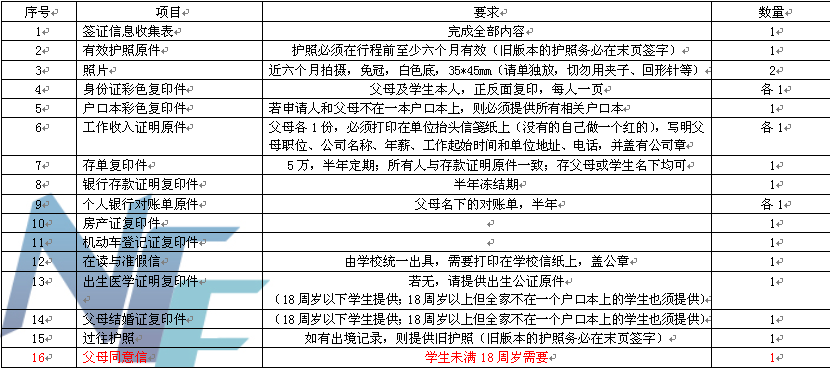 序号 项目 要求 数量
1 签证信息收集表 完成全部内容 1
2 有效护照原件 护照必须在行程前至少六个月有效（旧版本的护照务必在末页签字） 1
3 照片 近六个月拍摄，免冠，白色底，35*45mm（请单独放，切勿用夹子、回形针等） 2
4 身份证彩色复印件 父母及学生本人，正反面复印，每人一页 各 1
5 户口本彩色复印件 若申请人和父母不在一本户口本上，则必须提供所有相关户口本 1
6 工作收入证明原件 父母各 1 份，必须打印在单位抬头信笺纸上（没有的自己做一个红的），写明父 各 1
母职位、公司名称、年薪、工作起始时间和单位地址、电话，并盖有公司章
7 存单复印件 5 万，半年定期；所有人与存款证明原件一致；存父母或学生名下均可 1
8 银行存款证明复印件 半年冻结期 1
9 个人银行对账单原件 父母名下的对账单，半年 各 1
10 房产证复印件 1
11 机动车登记证复印件 1
12 在读与准假信 由学校统一出具，需要打印在学校信纸上，盖公章 1
13 出生医学证明复印件 若无，请提供出生公证原件 1
（18 周岁以下学生提供；18 周岁以上但全家不在一个户口本上的学生也须提供）
14 父母结婚证复印件 （18 周岁以下学生提供；18 周岁以上但全家不在一个户口本上的学生也须提供） 1
15 过往护照 如有出境记录，则提供旧护照（旧版本的护照务必在末页签字） 1
16 父母同意信 学生未满 18 周岁需要 1
NF